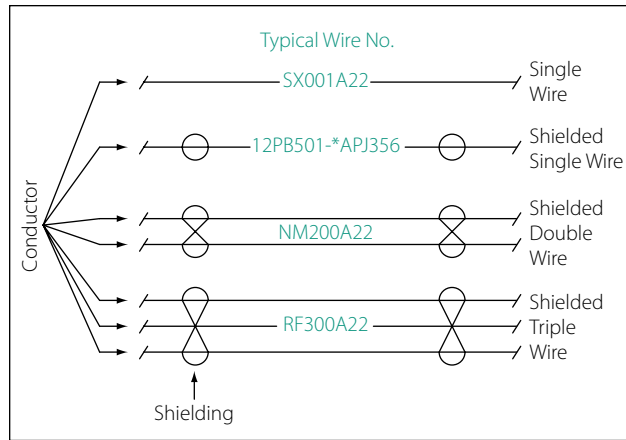 Typical Wire No.
SX001A22
Single
Wire
12PB501-*APJ356
Shielded
Single Wire
Conductor
NM200A22
Shielded
Double
Wire
RF300A22
Shielded
Triple
Wire
Shielding